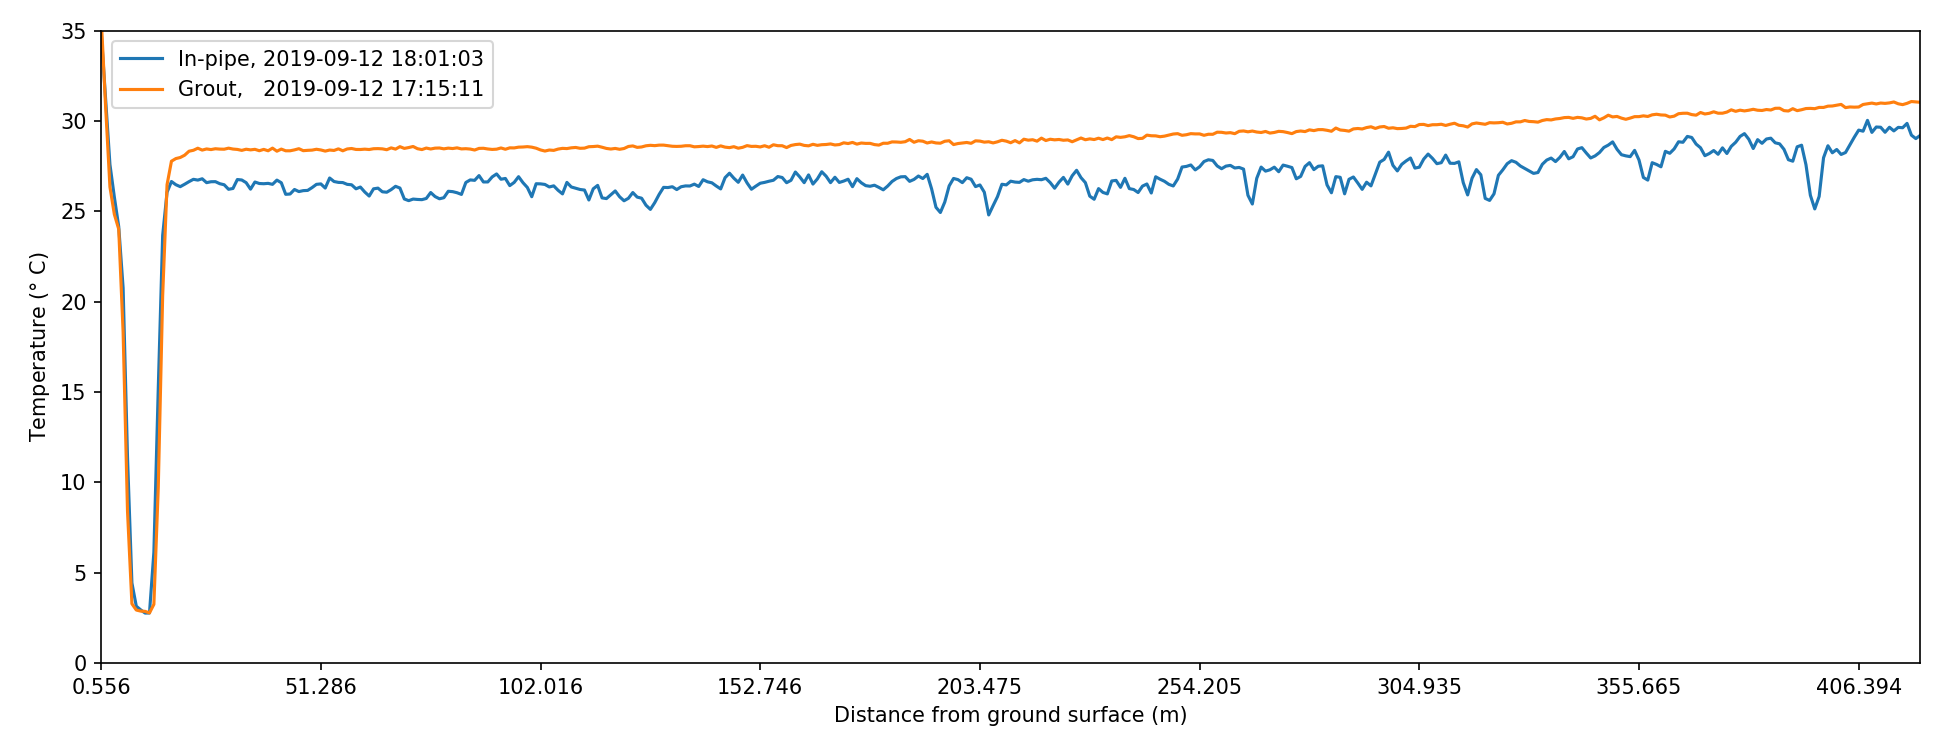 In-pipe, 2019-09-12 18:01:03
Grout, 2019-09-12 17:15:11
35
30
25
20
15
10
5
0
Temperature (° C)
0.556 51.286 102.016 152.746 203.475 254.205 304.935 355.665 406.394
Distance from ground surface (m)